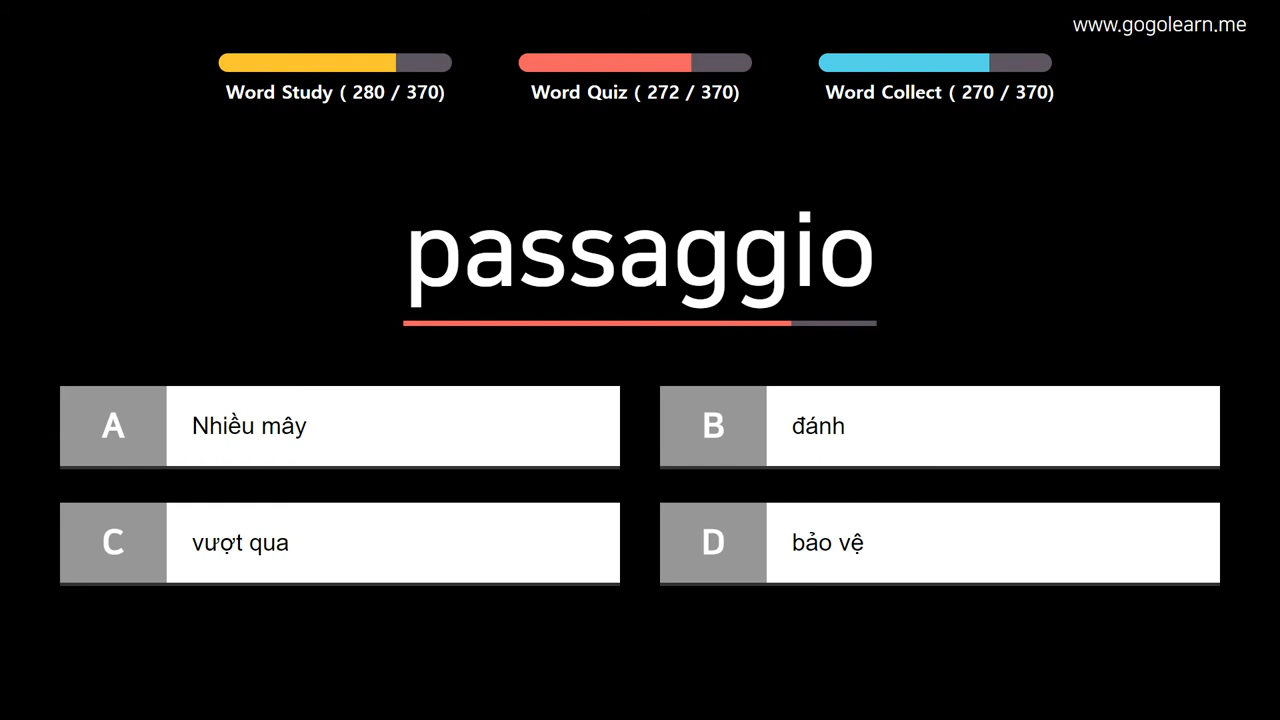 www.gogolearn.me
Word Study ( 280 / 370)
Word Quiz ( 272 / 370)
Word Collect ( 270 / 370)
passaggio
A
Nhiều mây
B
đánh
C
vượt qua
D
bảo vệ